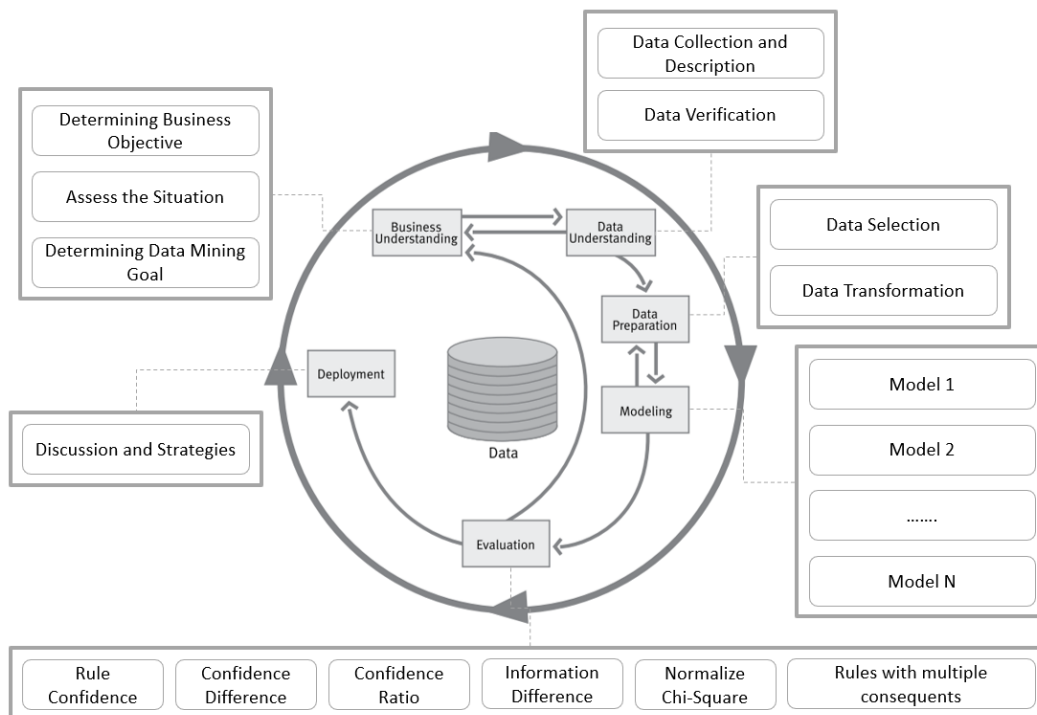 Data Collection and
Description
Data Verification
Determining Business
Objective
Assess the Situation
Determining Data Mining
Goal
Business
Understanding
Data
Understanding
Data Selection
Data Transformation
Data
Preparation
Deployment
Modeling
Data
Model 1
Model 2
…….
Model N
Discussion and Strategies
Evaluation
Rule
Confidence
Confidence
Difference
Confidence
Ratio
Information
Difference
Normalize
Chi-Square
Rules with multiple
consequents